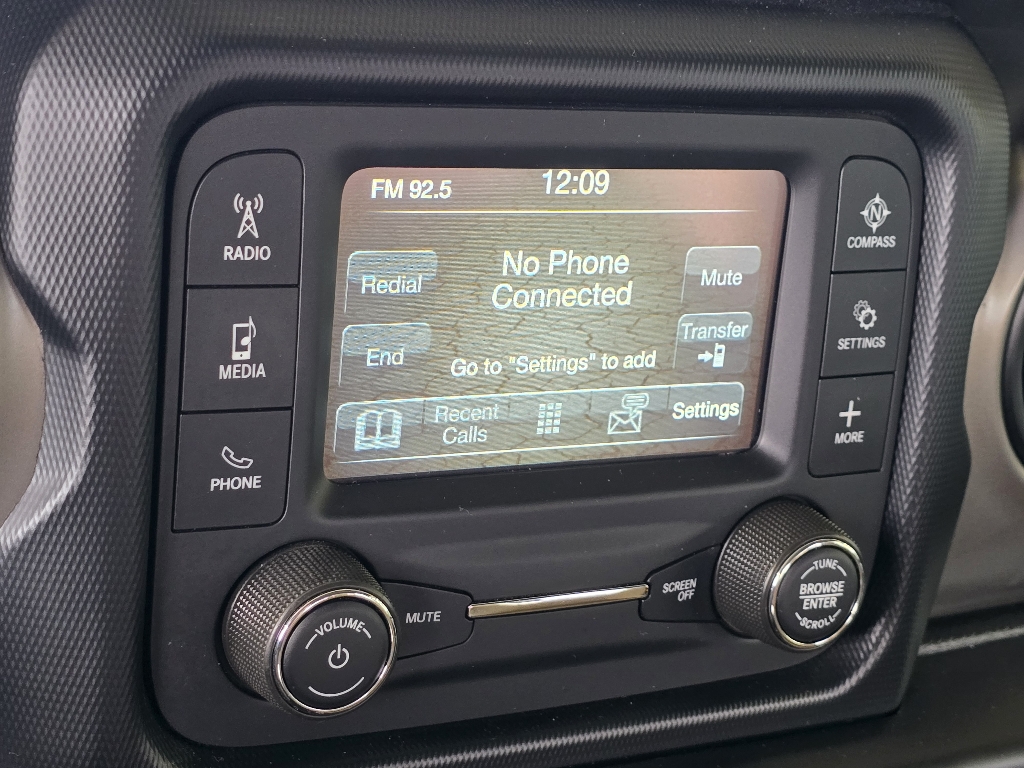 FM 92.5
12:09
RADIO
MEDIA
PHONE
Redial
No Phone
Connected
Mute
End
Go to "Settings" to add
Transfer
Recent
Calls
Settings
N
COMPASS
SETTINGS
MORE
VOLUME
MUTE
SCREEN
OFF
TUNE
BROWSE
ENTER
SCROLL